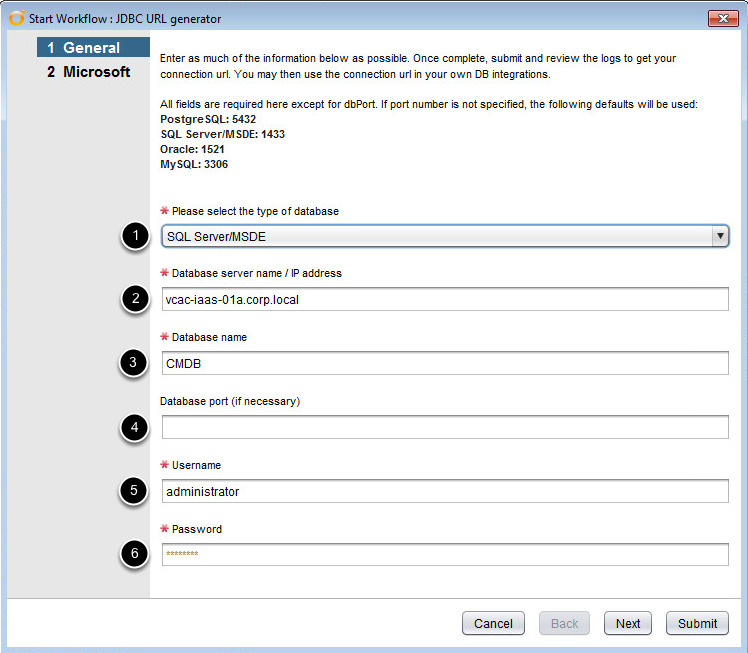 Start Workflow : JDBC URL generator
1 General
2 Microsoft
Enter as much of the information below as possible. Once complete, submit and review the logs to get your
connection url. You may then use the connection url in your own DB integrations.
All fields are required here except for dbPort. If port number is not specified, the following defaults will be used:
PostgreSQL: 5432
SQL Server/MSDE: 1433
Oracle: 1521
MySQL: 3306
* Please select the type of database
1
SQL Server/MSDE
* Database server name / IP address
2
vcac-iaas-01a.corp.local
* Database name
3
CMDB
Database port (if necessary)
4
* Username
5
administrator
* Password
6
********
Cancel Back Next Submit